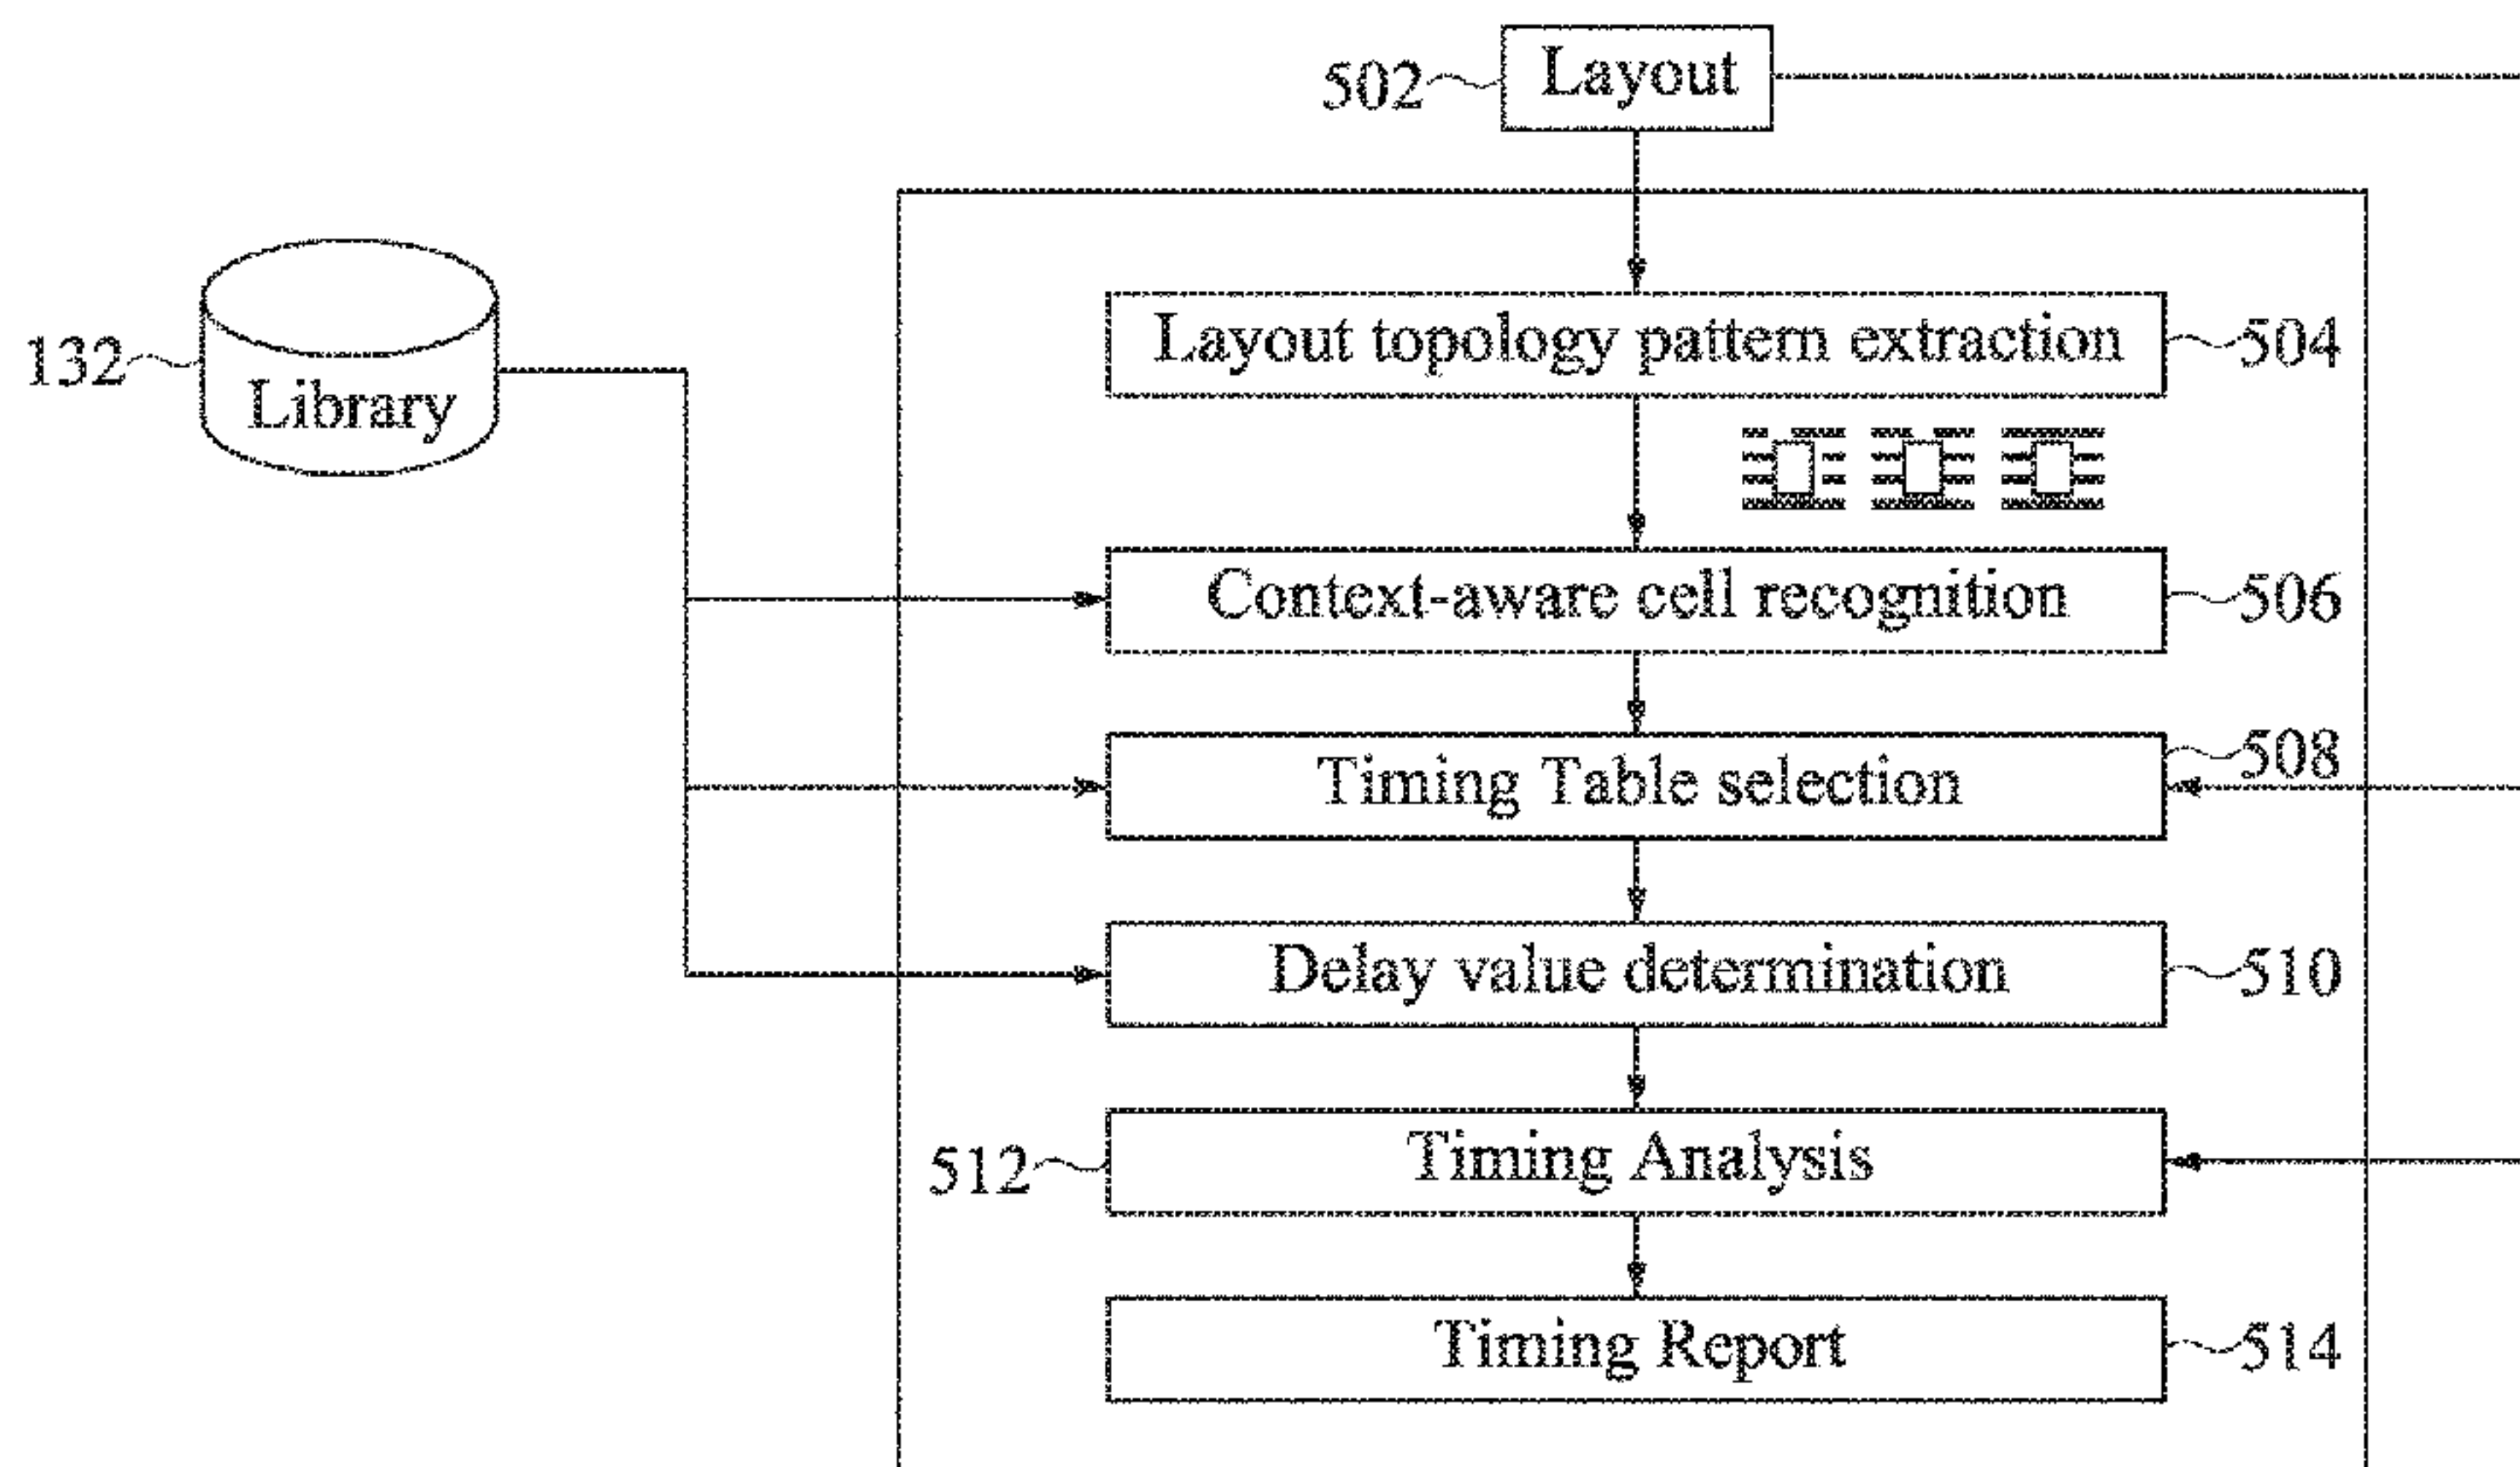 502 Layout
Layout topology pattern extraction 504
132 Library
Context-aware cell recognition 506
Timing Table selection 508
Delay value determination 510
512 Timing Analysis
Timing Report 514